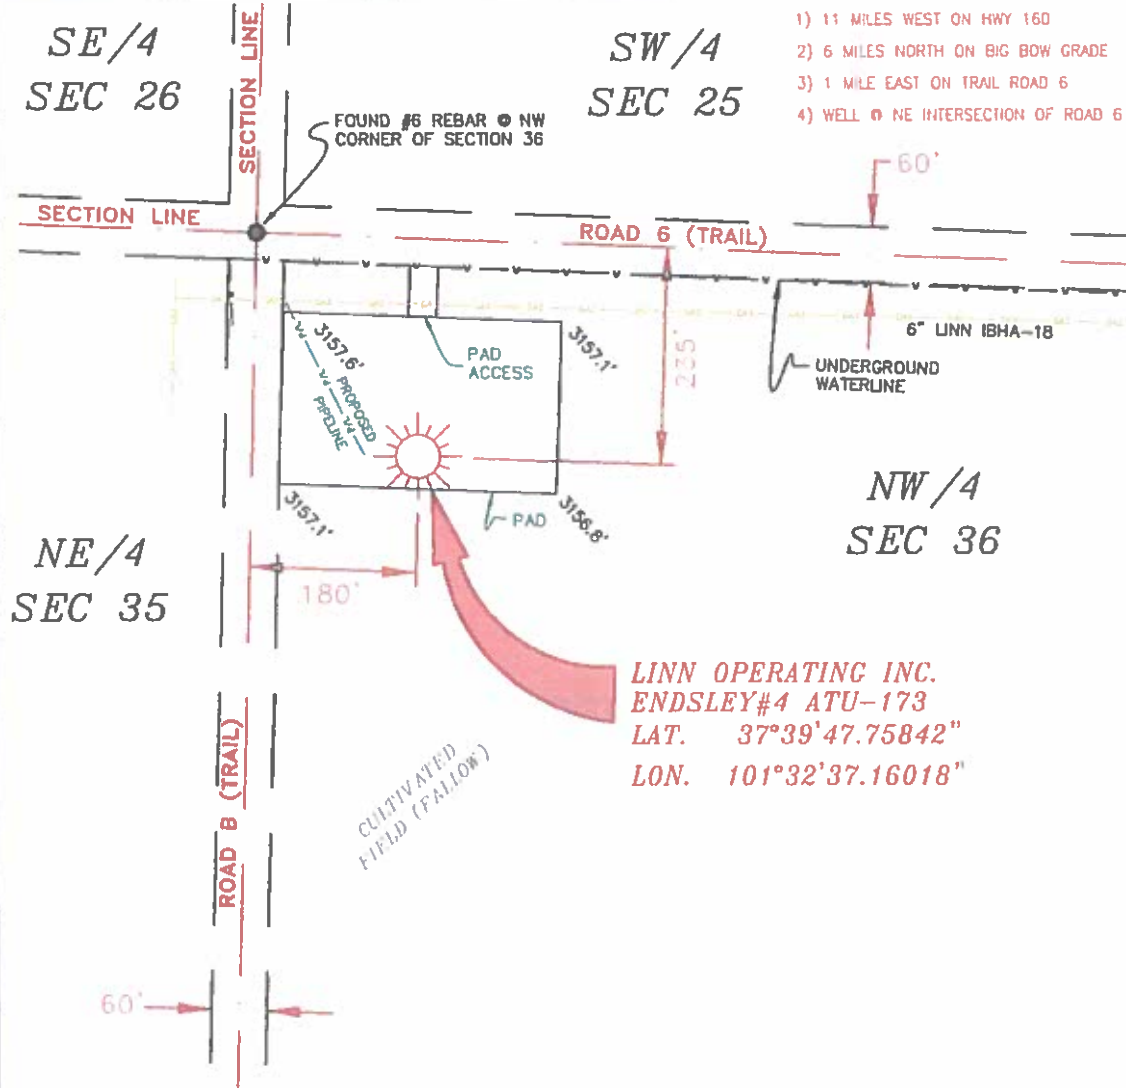 1) 11 MILES WEST ON HWY 160
2) 6 MILES NORTH ON BIG BOW GRADE
3) 1 MILE EAST ON TRAIL ROAD 6
4) WELL @ NE INTERSECTION OF ROAD 6
SE/4
SEC 26
SECTION LINE
SW/4
SEC 25
FOUND #6 REBAR @ NW
CORNER OF SECTION 36
60'
SECTION LINE
ROAD 6 (TRAIL)
6" LINN IBHA-18
UNDERGROUND
WATERLINE
235'
3157.6'
3157.1'
PAD
ACCESS
PROPOSED
PIPELINE
3157.1'
3156.8'
PAD
NW/4
SEC 36
NE/4
SEC 35
180'
LINN OPERATING INC.
ENDSLEY#4 ATU-173
LAT. 37°39'47.75842"
LON. 101°32'37.16018"
ROAD B (TRAIL)
CULTIVATED
FIELD (FALLOW)
60'